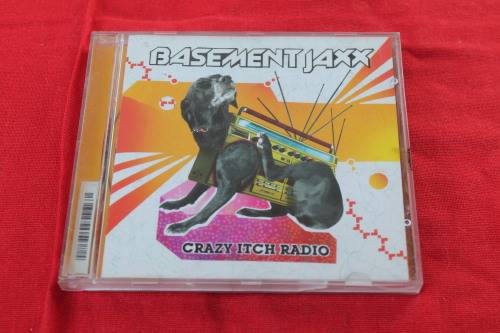 BASEMENT JAXX
CRAZY ITCH RADIO